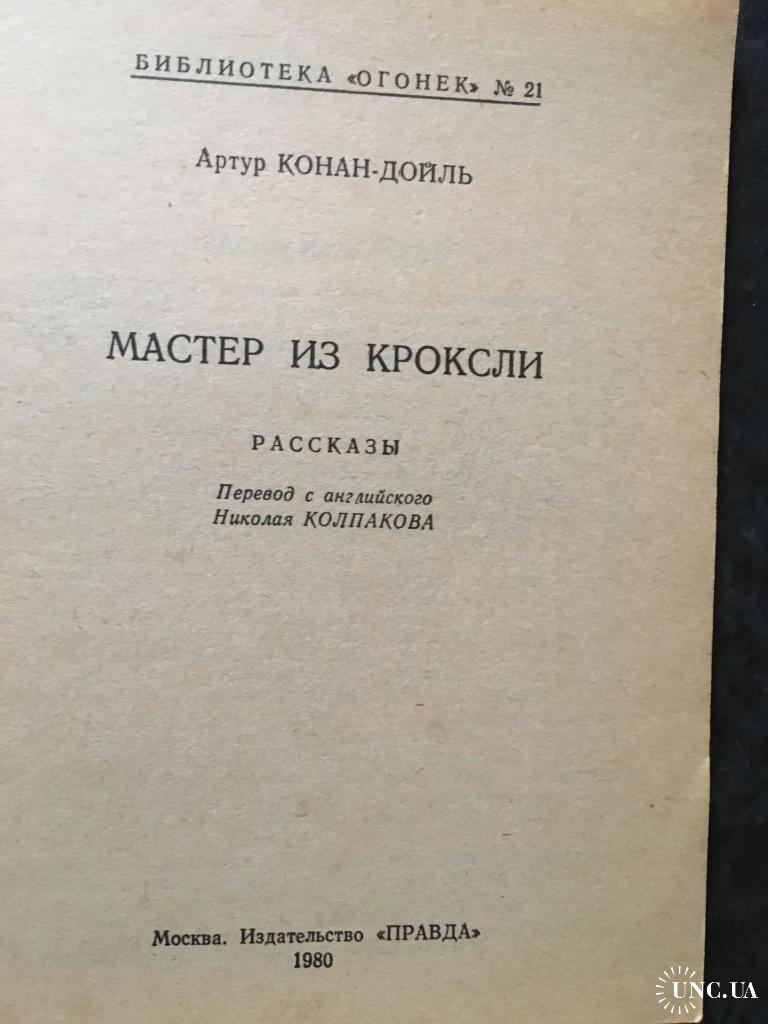 БИБЛИОТЕКА «ОГОНЕК» № 21
Артур КОНАН-ДОЙЛЬ
МАСТЕР ИЗ КРОКСЛИ
РАССКАЗЫ
Перевод с английского
Николая КОЛПАКОВА
Москва. Издательство «ПРАВДА»
1980
UNC.UA